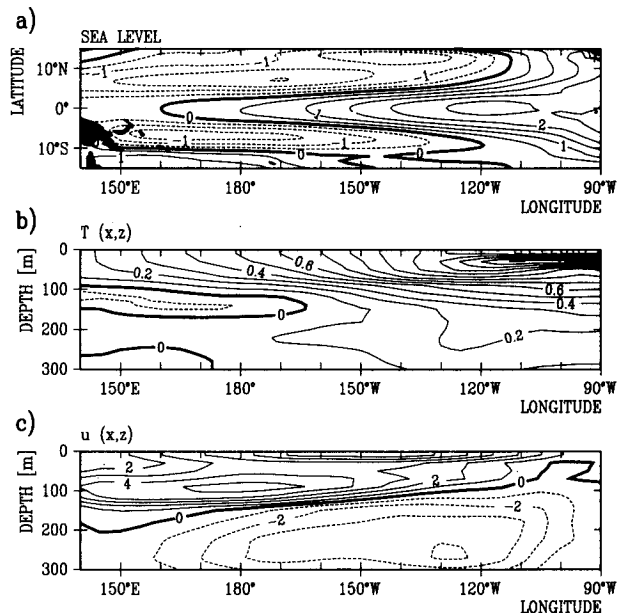 a)
SEA LEVEL
LATITUDE
10°N
0°
10°S
-1
-1
-1
0
1
2
-1
-1
0
1
1
150°E 180° 150°W 120°W 90°W
LONGITUDE
b)
T (x,z)
DEPTH [m]
0
100
200
300
0.2
0.4
0.6
0.6
0.4
0
0.2
0
150°E 180° 150°W 120°W 90°W
LONGITUDE
c)
u (x,z)
DEPTH [m]
0
100
200
300
2
4
2
0
0
-2
-2
150°E 180° 150°W 120°W 90°W
LONGITUDE